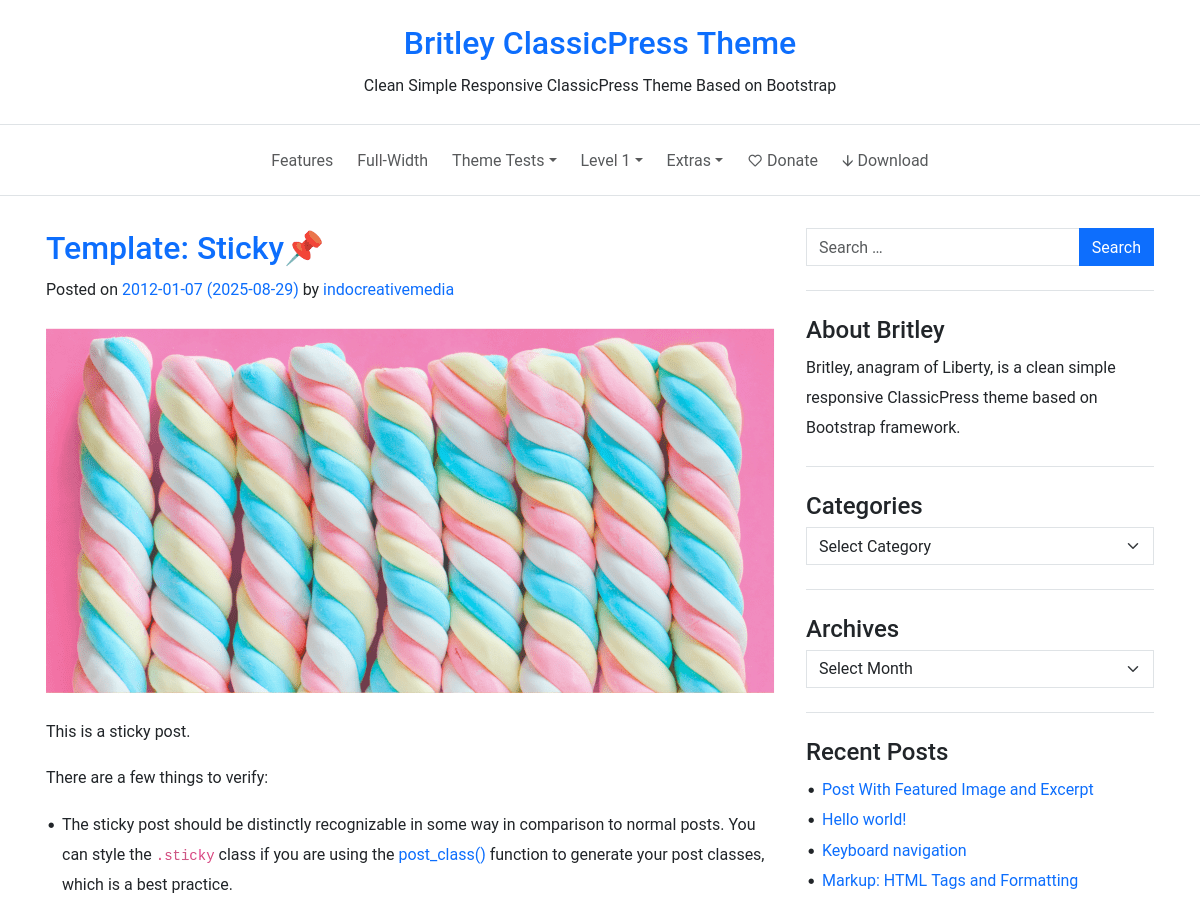 Britley ClassicPress Theme
Clean Simple Responsive ClassicPress Theme Based on Bootstrap
Features Full-Width Theme Tests Level 1 Extras Donate Download
Template: Sticky📌
Posted on 2012-01-07 (2025-08-29) by indocreativemedia
This is a sticky post.
There are a few things to verify:
• The sticky post should be distinctly recognizable in some way in comparison to normal posts. You
can style the .sticky class if you are using the post_class() function to generate your post classes,
which is a best practice.
Search …
Search
About Britley
Britley, anagram of Liberty, is a clean simple
responsive ClassicPress theme based on
Bootstrap framework.
Categories
Select Category
Archives
Select Month
Recent Posts
• Post With Featured Image and Excerpt
• Hello world!
• Keyboard navigation
• Markup: HTML Tags and Formatting